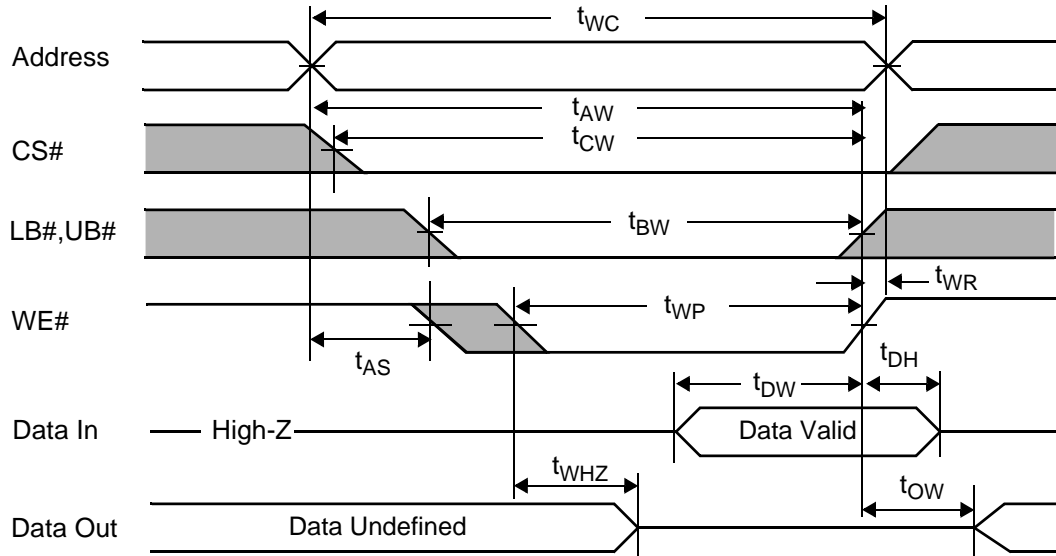 tWC
Address
tAW
tCW
CS#
tBW
LB#,UB#
tWR
tWP
WE#
tAS
tDH
tDW
Data In
High-Z
Data Valid
tWHZ
tOW
Data Undefined
Data Out